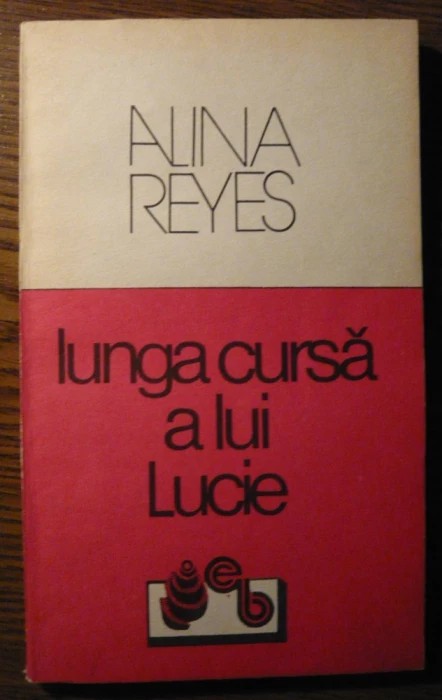 ALINA
REYES
lunga cursă
a lui
Lucie
eb